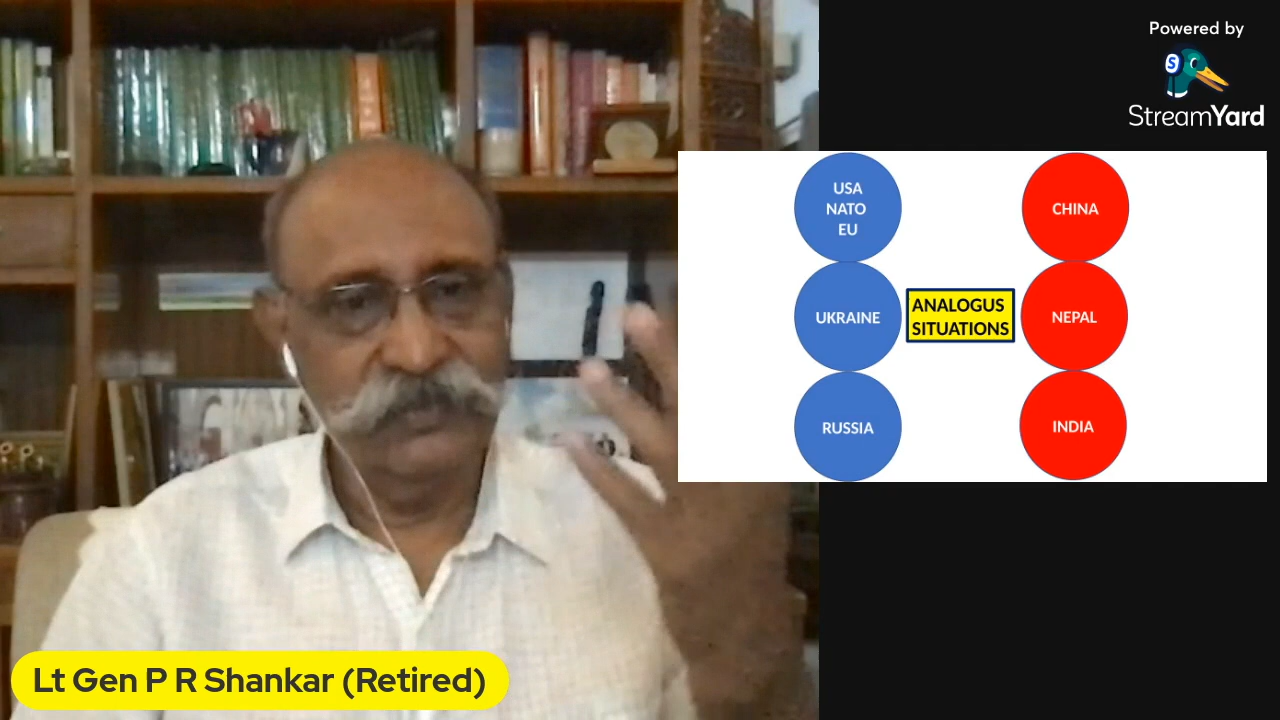 Powered by
StreamYard
USA
NATO
EU
CHINA
UKRAINE
ANALOGUS
SITUATIONS
NEPAL
RUSSIA
INDIA
Lt Gen P R Shankar (Retired)